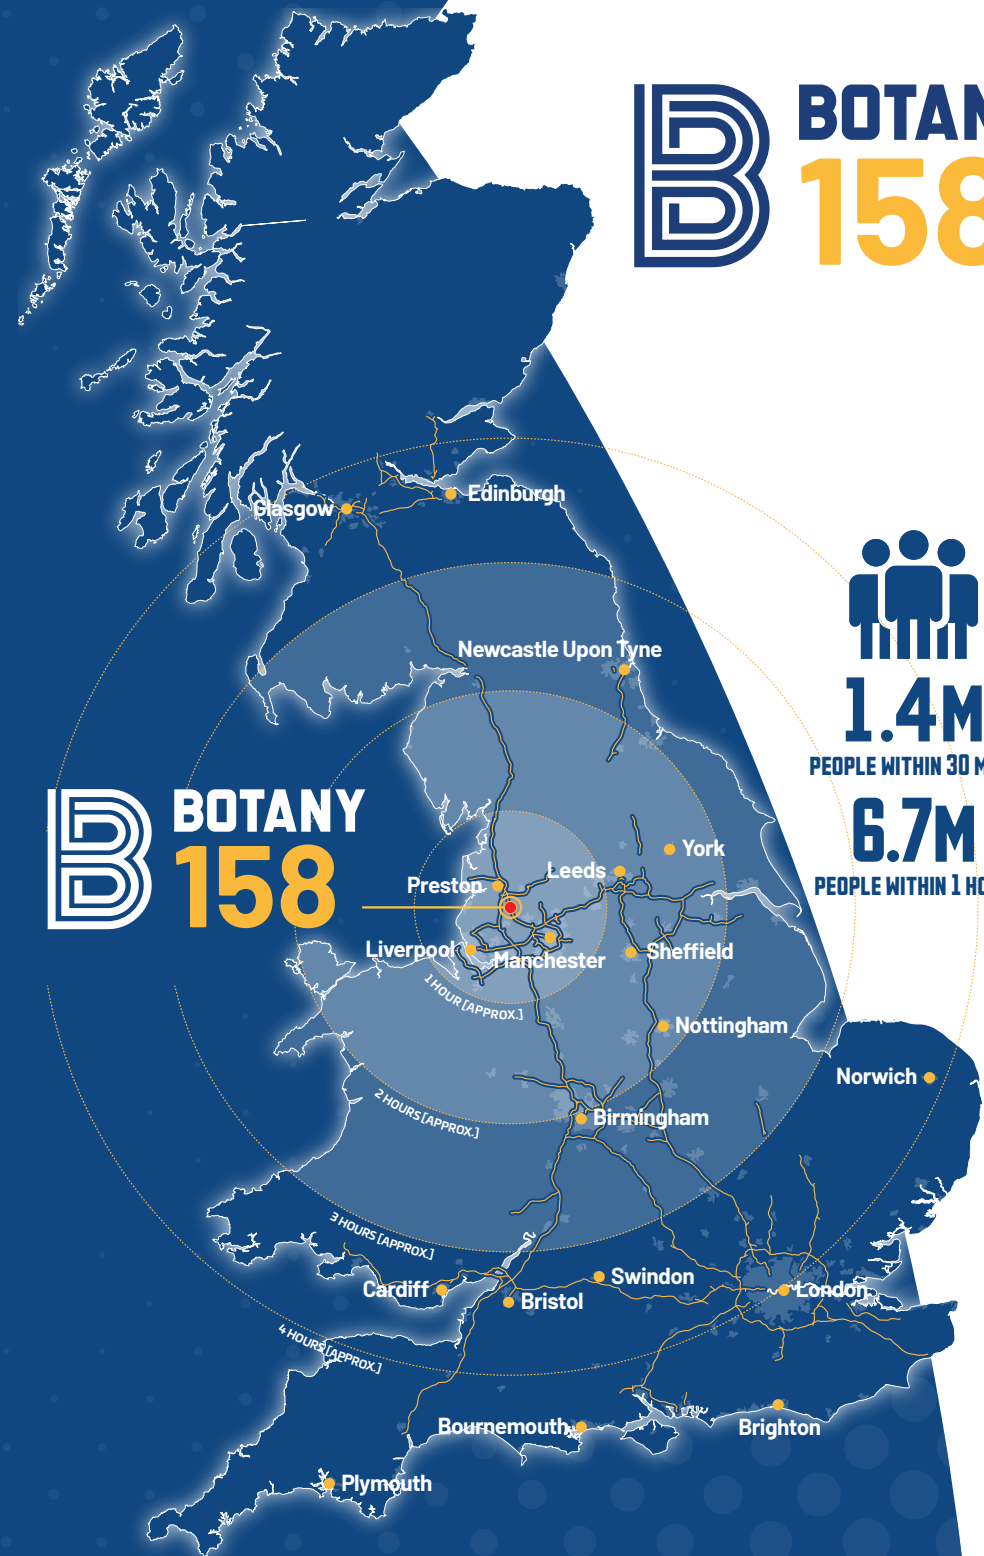 BOTAN
158
Edinburgh
Glasgow
Newcastle Upon Tyne
1.4M
PEOPLE WITHIN 30 M
6.7M
PEOPLE WITHIN 1 HO
BOTANY
158
York
Leeds
Preston
Liverpool
Manchester
Sheffield
1 HOUR [APPROX.]
Nottingham
Norwich
2 HOURS [APPROX.]
Birmingham
3 HOURS [APPROX.]
Swindon
Cardiff
London
Bristol
4 HOURS [APPROX.]
Bournemouth
Brighton
Plymouth